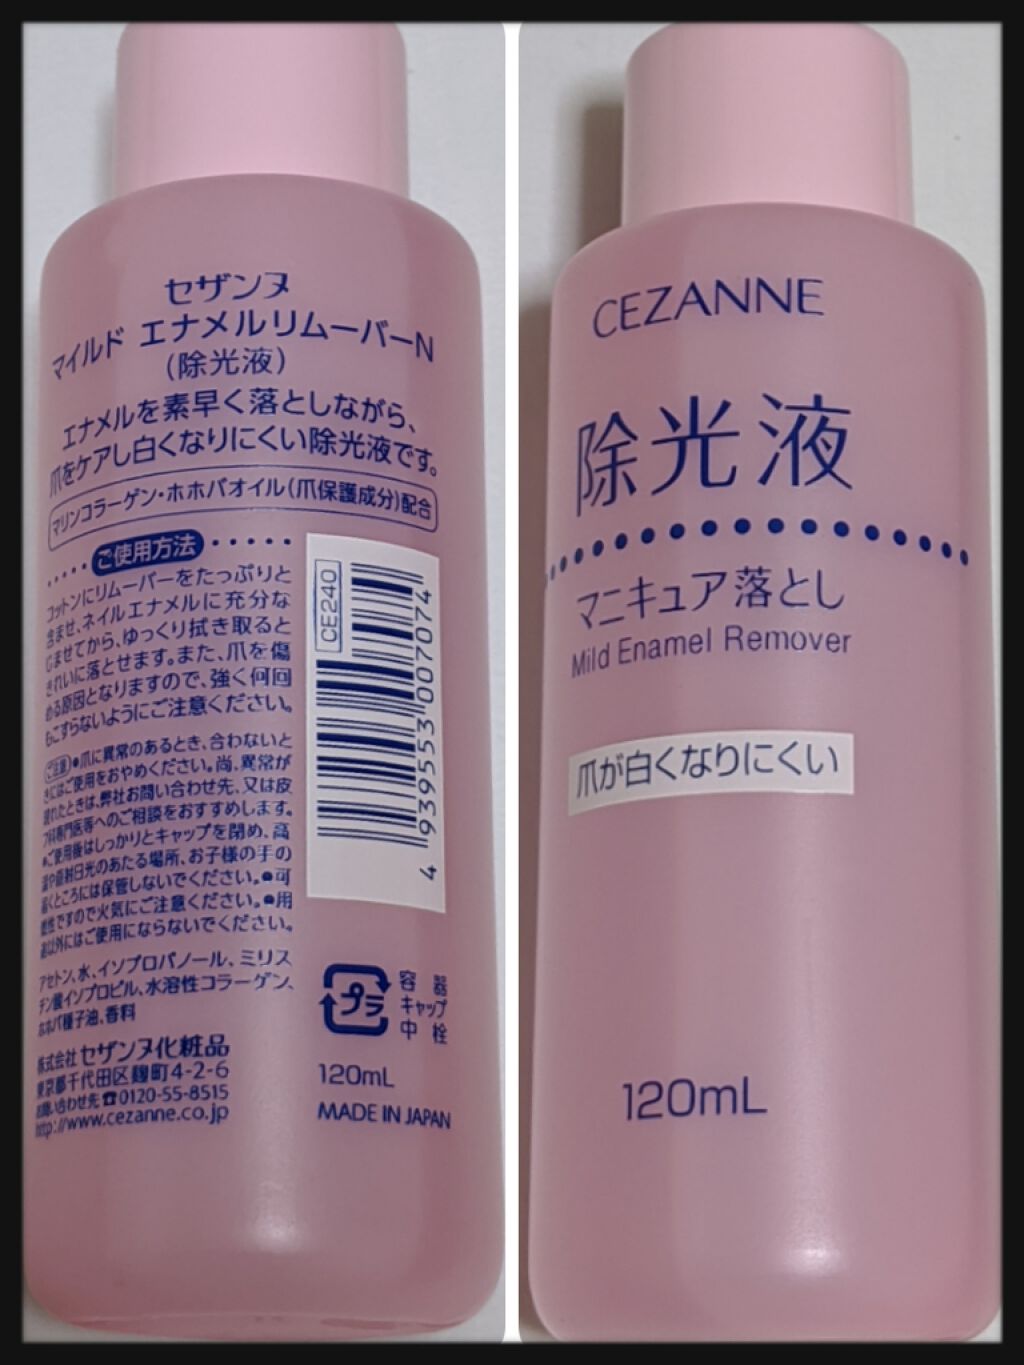 セザンヌ
マイルド エナメルリムーバーN
(除光液)
エナメルを素早く落としながら、
爪をケアし白くなりにくい除光液です。
マリンコラーゲン・ホホバオイル(爪保護成分)配合
ご使用方法
コットンにリムーバーをたっぷりと
含ませ、ネイルエナメルに充分な
じませてから、ゆっくり拭き取ると
きれいに落とせます。また、爪を傷
める原因となりますので、強く何回
もこすらないようにご注意ください。
ご注意 ●爪に異常のあるとき、合わないと
きにはご使用をおやめください。尚、異常が
現れたときは、弊社お問い合わせ先、又は皮
フ科専門医等へのご相談をおすすめします。
●ご使用後はしっかりとキャップを閉め、高
温や直射日光のあたる場所、お子様の手の
届くところには保管しないでください。●可
燃性ですので火気にご注意ください。●用
途以外にはご使用にならないでください。
アセトン、水、イソプロパノール、ミリス
チン酸イソプロピル、水溶性コラーゲン、
ホホバ種子油、香料
株式会社セザンヌ化粧品
東京都千代田区麹町4-2-6
お問い合わせ先☎0120-55-8515
http://www.cezanne.co.jp
CE240
4 939553 007074
プラ
容器
キャップ
中栓
120mL
MADE IN JAPAN
CEZANNE
除光液
マニキュア落とし
Mild Enamel Remover
爪が白くなりにくい
120mL